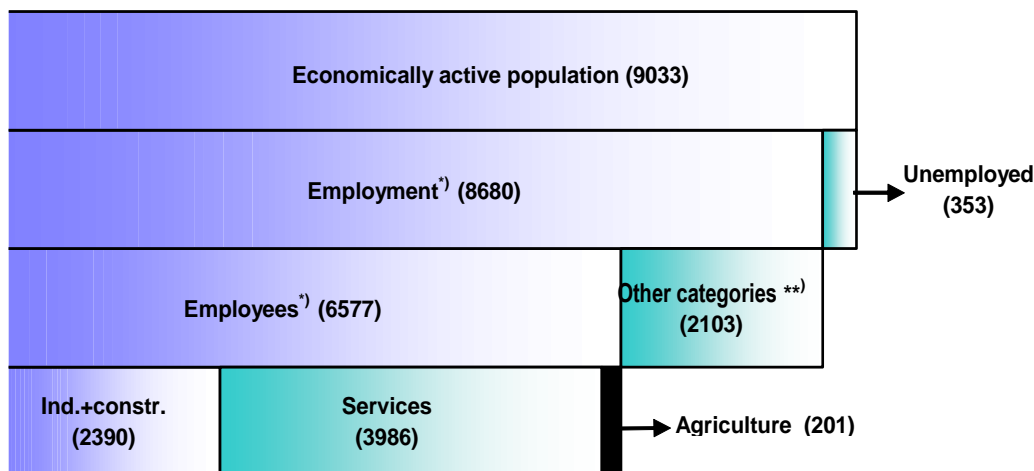 Economically active population (9033)
Employment*) (8680)
Unemployed
(353)
Employees*) (6577)
Other categories **)
(2103)
Ind.+constr.
(2390)
Services
(3986)
Agriculture (201)